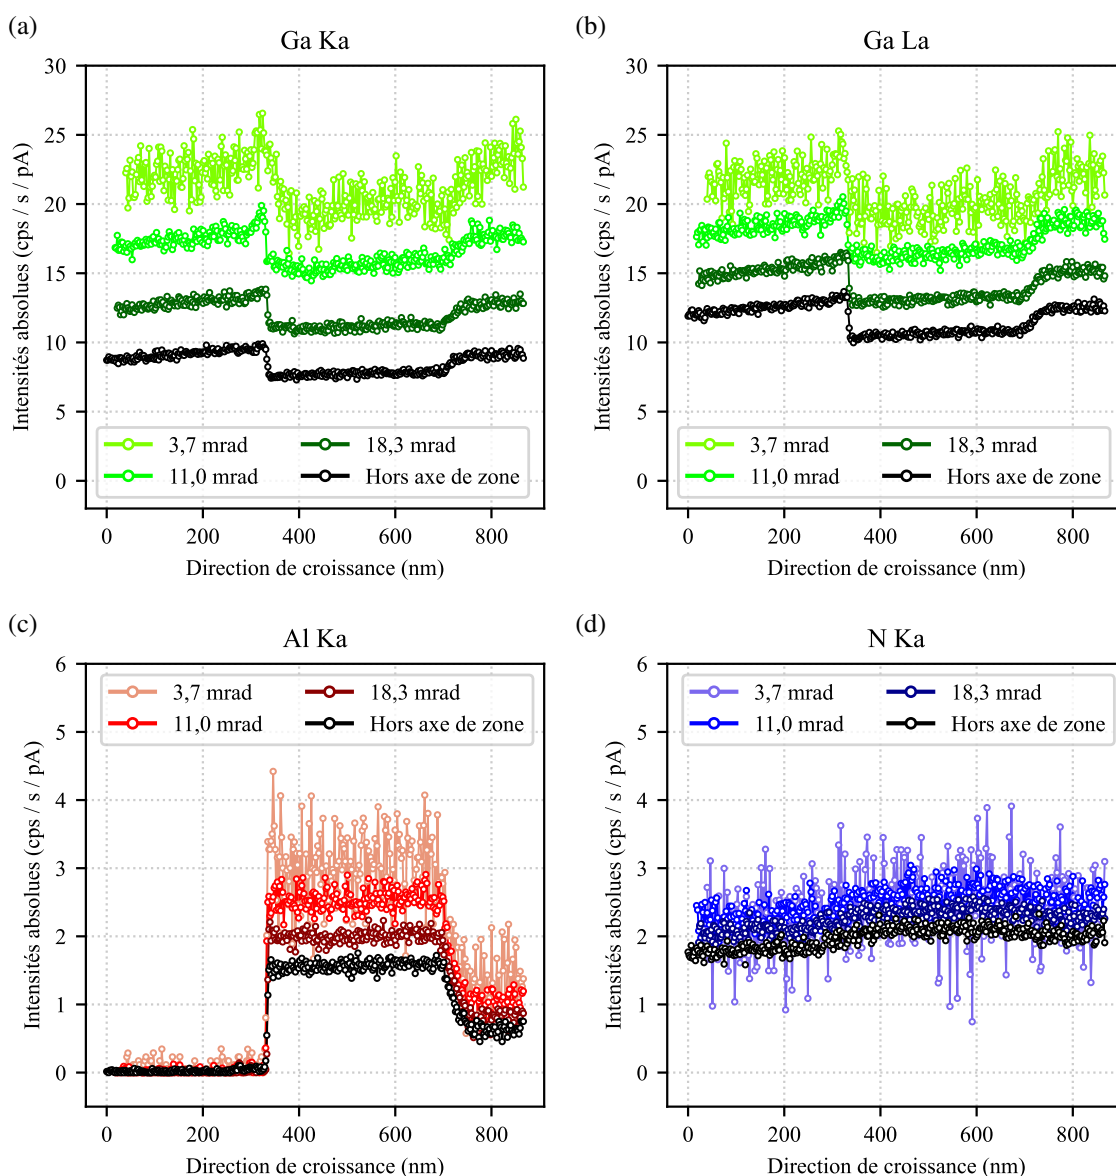 (a)
Ga Ka
Intensités absolues (cps / s / pA)
30
25
20
15
10
5
0
3,7 mrad
18,3 mrad
11,0 mrad
Hors axe de zone
0 200 400 600 800
Direction de croissance (nm)
(b)
Ga La
Intensités absolues (cps / s / pA)
30
25
20
15
10
5
0
3,7 mrad
18,3 mrad
11,0 mrad
Hors axe de zone
0 200 400 600 800
Direction de croissance (nm)
(c)
Al Ka
Intensités absolues (cps / s / pA)
6
5
4
3
2
1
0
3,7 mrad
18,3 mrad
11,0 mrad
Hors axe de zone
0 200 400 600 800
Direction de croissance (nm)
(d)
N Ka
Intensités absolues (cps / s / pA)
6
5
4
3
2
1
0
3,7 mrad
18,3 mrad
11,0 mrad
Hors axe de zone
0 200 400 600 800
Direction de croissance (nm)